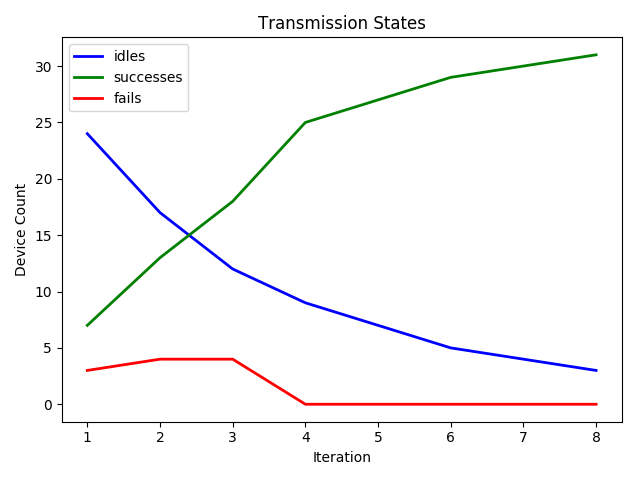 Transmission States
idles
successes
fails
Device Count
30
25
20
15
10
5
0
1 2 3 4 5 6 7 8
Iteration